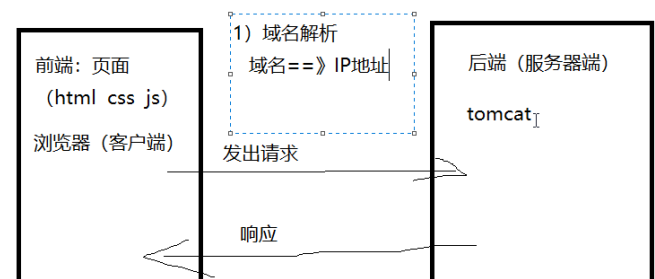 1）域名解析
域名==》IP地址
前端：页面
（html css js）
浏览器（客户端）
后端（服务器端）
tomcat
发出请求
响应